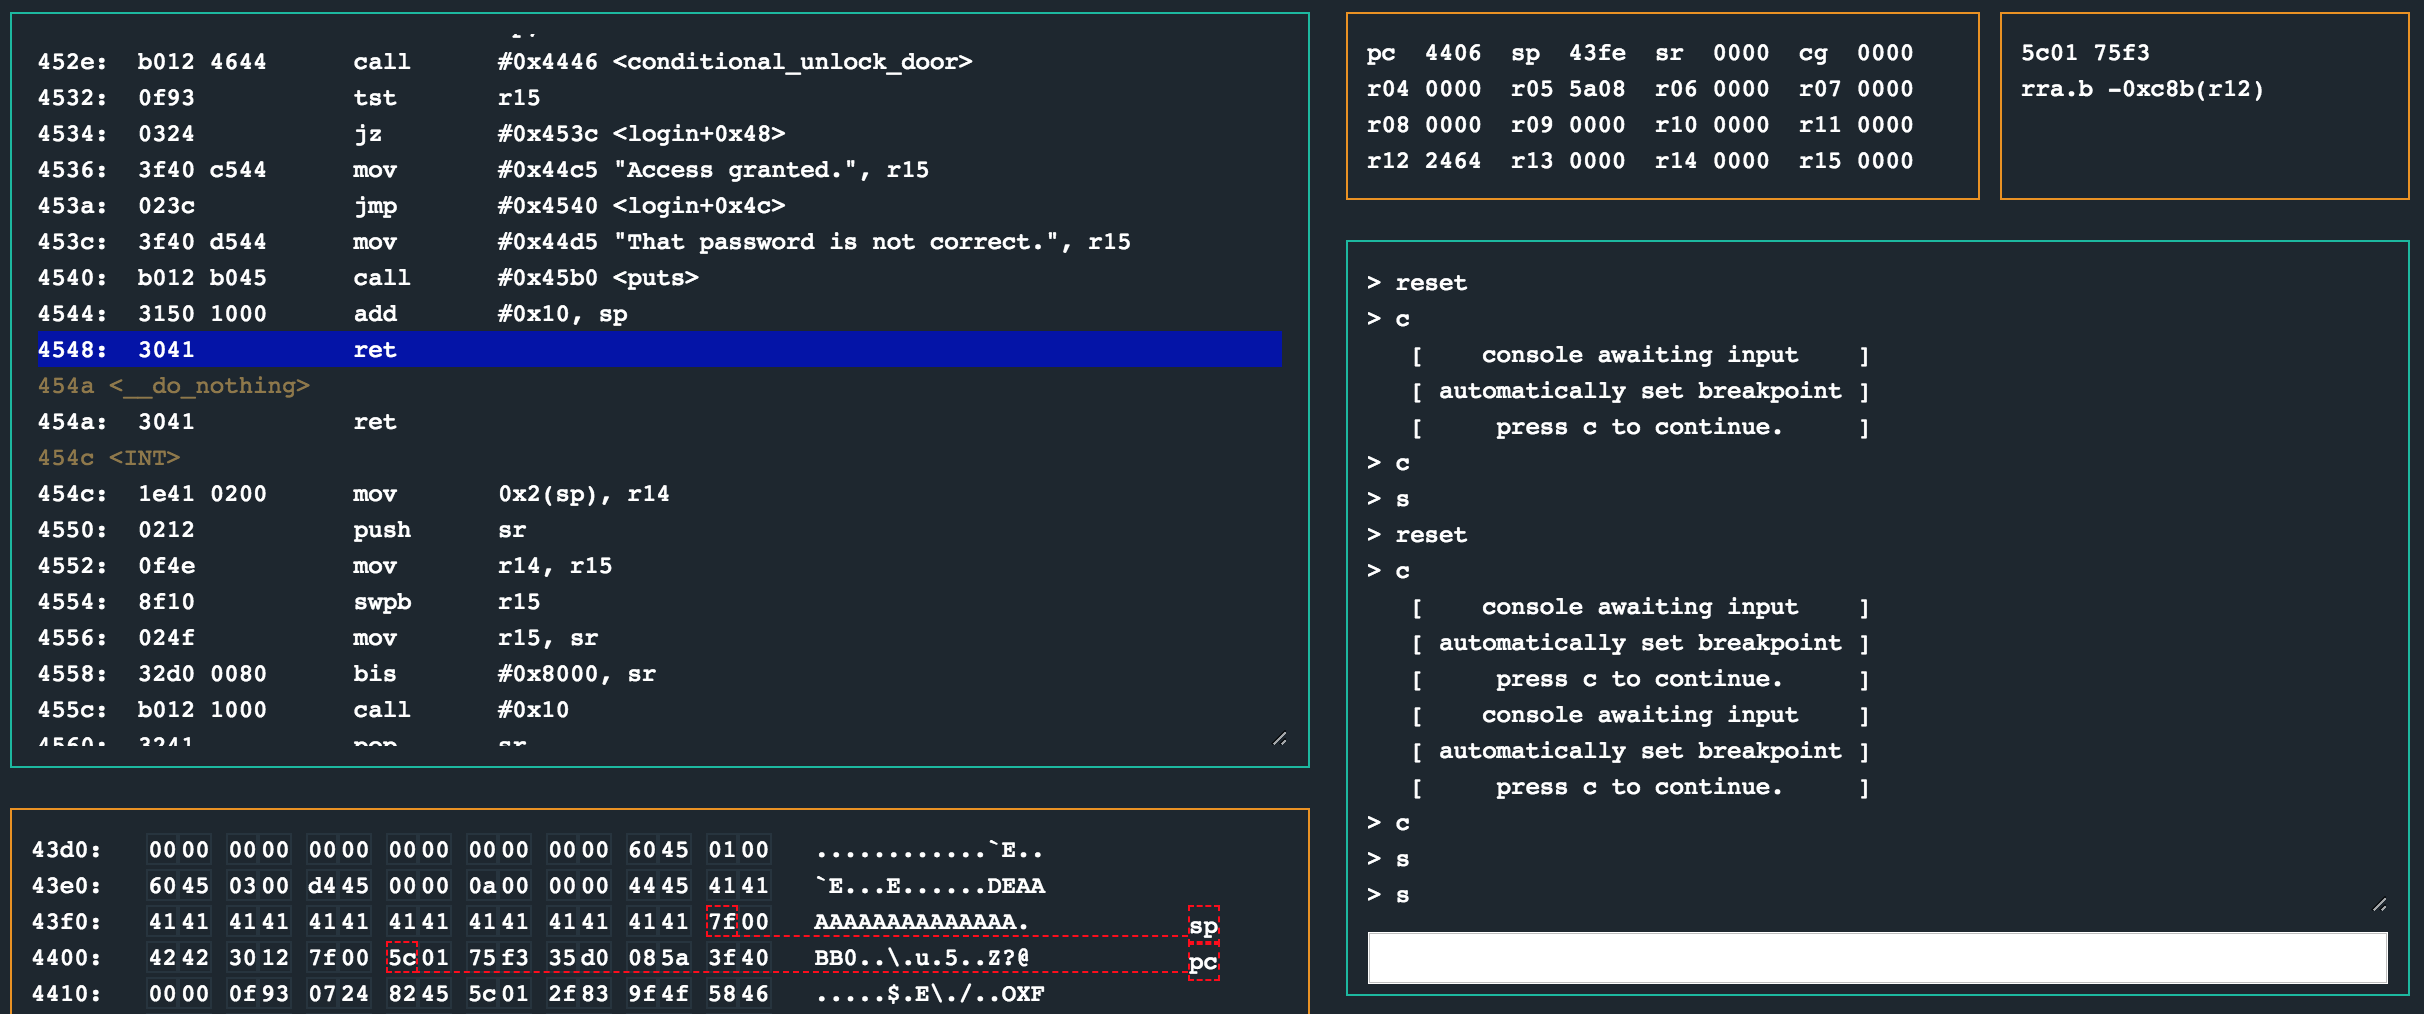 452e:  b012 4644      call      #0x4446 <conditional_unlock_door>
4532:  0f93           tst       r15
4534:  0324           jz        #0x453c <login+0x48>
4536:  3f40 c544      mov       #0x44c5 "Access granted.", r15
453a:  023c           jmp       #0x4540 <login+0x4c>
453c:  3f40 d544      mov       #0x44d5 "That password is not correct.", r15
4540:  b012 b045      call      #0x45b0 <puts>
4544:  3150 1000      add       #0x10, sp
4548:  3041           ret
454a <__do_nothing>
454a:  3041           ret
454c <INT>
454c:  1e41 0200      mov       0x2(sp), r14
4550:  0212           push      sr
4552:  0f4e           mov       r14, r15
4554:  8f10           swpb      r15
4556:  024f           mov       r15, sr
4558:  32d0 0080      bis       #0x8000, sr
455c:  b012 1000      call      #0x10
4560:  3241           pop       sr
43d0:   0000 0000 0000 0000 0000 0000 6045 0100   ............`E..
43e0:   6045 0300 d445 0000 0a00 0000 4445 4141   `E...E......DEAA
43f0:   4141 4141 4141 4141 4141 4141 4141 7f00   AAAAAAAAAAAAAA.   sp
4400:   4242 3012 7f00 5c01 75f3 35d0 085a 3f40   BB0..\.u.5..Z?@   pc
4410:   0000 0f93 0724 8245 5c01 2f83 9f4f 5846   .....$.E\./..OXF
pc  4406  sp  43fe  sr  0000  cg  0000
r04 0000  r05 5a08  r06 0000  r07 0000
r08 0000  r09 0000  r10 0000  r11 0000
r12 2464  r13 0000  r14 0000  r15 0000
5c01 75f3
rra.b -0xc8b(r12)
> reset
> c
[    console awaiting input    ]
[ automatically set breakpoint ]
[     press c to continue.     ]
> c
> s
> reset
> c
[    console awaiting input    ]
[ automatically set breakpoint ]
[     press c to continue.     ]
[    console awaiting input    ]
[ automatically set breakpoint ]
[     press c to continue.     ]
> c
> s
> s